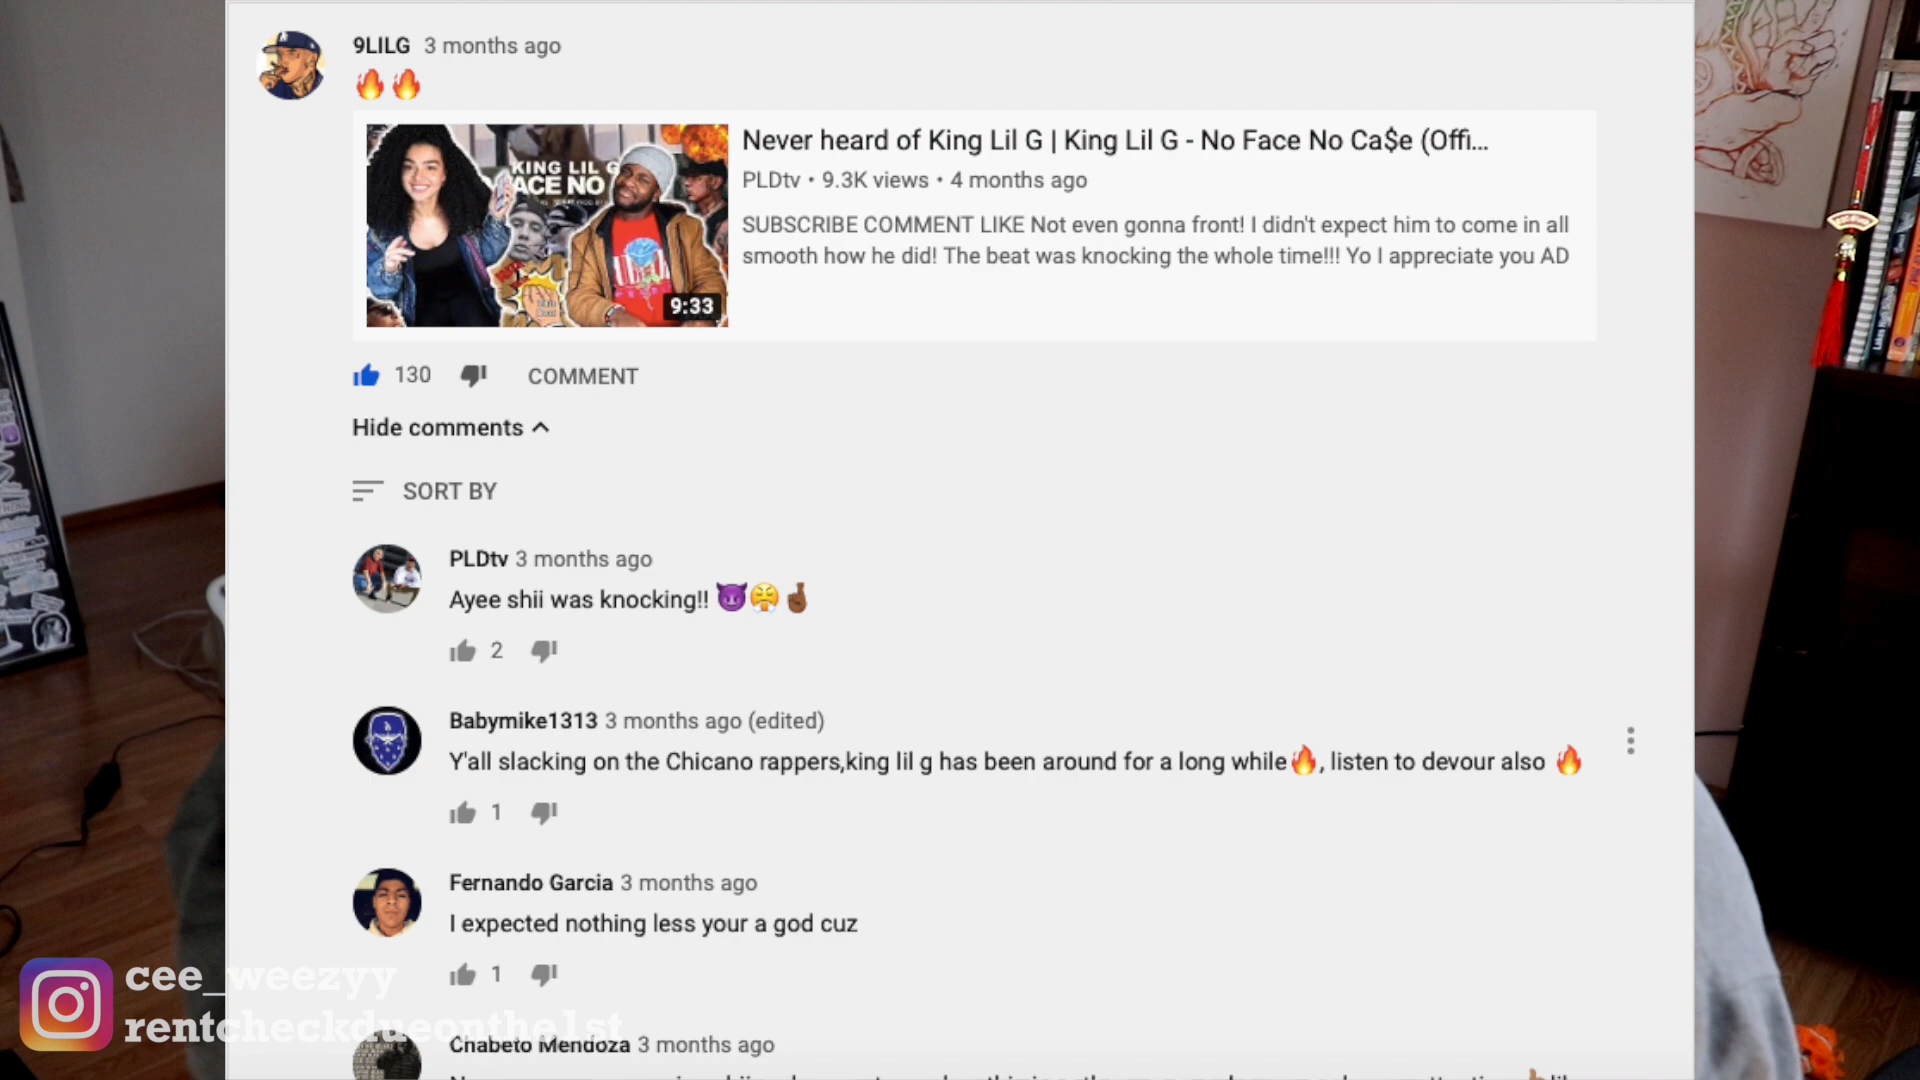 9LILG 3 months ago
🔥🔥
KING LIL G
ACE NO
9:33
Never heard of King Lil G | King Lil G - No Face No Ca$e (Offi...
PLDtv • 9.3K views • 4 months ago
SUBSCRIBE COMMENT LIKE Not even gonna front! I didn't expect him to come in all
smooth how he did! The beat was knocking the whole time!!! Yo I appreciate you AD
130 COMMENT
Hide comments
SORT BY
PLDtv 3 months ago
Ayee shii was knocking!! 😈😤🤞🏾
2
Babymike1313 3 months ago (edited)
Y'all slacking on the Chicano rappers,king lil g has been around for a long while🔥, listen to devour also 🔥
1
Fernando Garcia 3 months ago
I expected nothing less your a god cuz
1
cee_weezyy
rentcheckdueonthe1st
Chabeto Mendoza 3 months ago